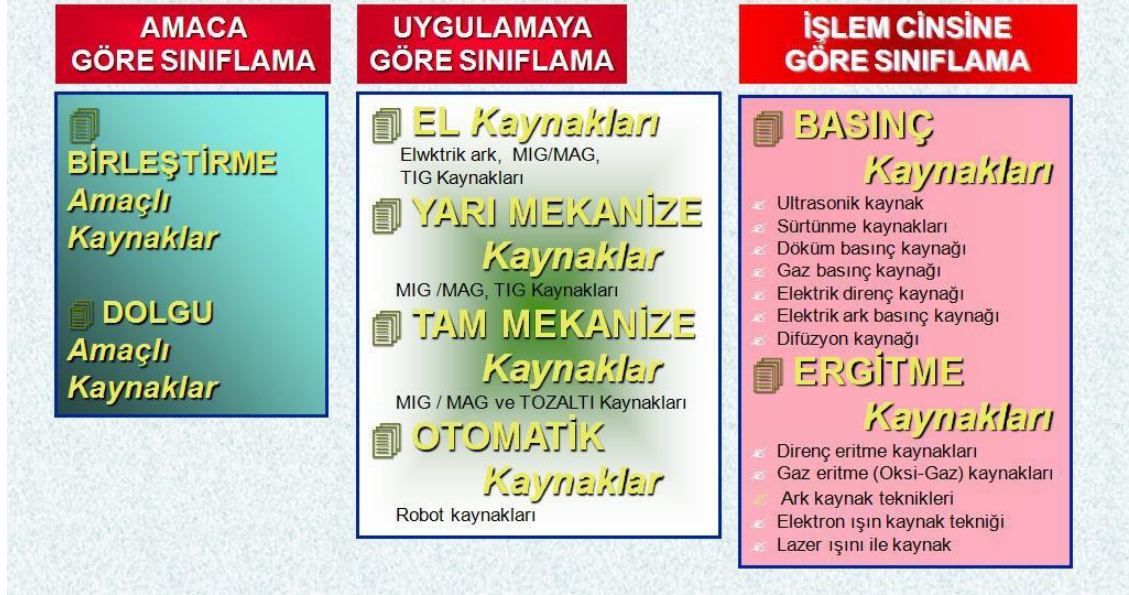 AMACA
GÖRE SINIFLAMA
BİRLEŞTİRME
Amaçlı
Kaynaklar
DOLGU
Amaçlı
Kaynaklar
UYGULAMAYA
GÖRE SINIFLAMA
EL Kaynakları
Elwktrik ark, MIG/MAG,
TIG Kaynakları
YARI MEKANİZE
Kaynaklar
MIG /MAG, TIG Kaynakları
TAM MEKANİZE
Kaynaklar
MIG / MAG ve TOZALTI Kaynakları
OTOMATİK
Kaynaklar
Robot kaynakları
İŞLEM CİNSİNE
GÖRE SINIFLAMA
BASINÇ
Kaynakları
Ultrasonik kaynak
Sürtünme kaynakları
Döküm basınç kaynağı
Gaz basınç kaynağı
Elektrik direnç kaynağı
Elektrik ark basınç kaynağı
Difüzyon kaynağı
ERGİTME
Kaynakları
Direnç eritme kaynakları
Gaz eritme (Oksi-Gaz) kaynakları
Ark kaynak teknikleri
Elektron ışın kaynak tekniği
Lazer ışını ile kaynak